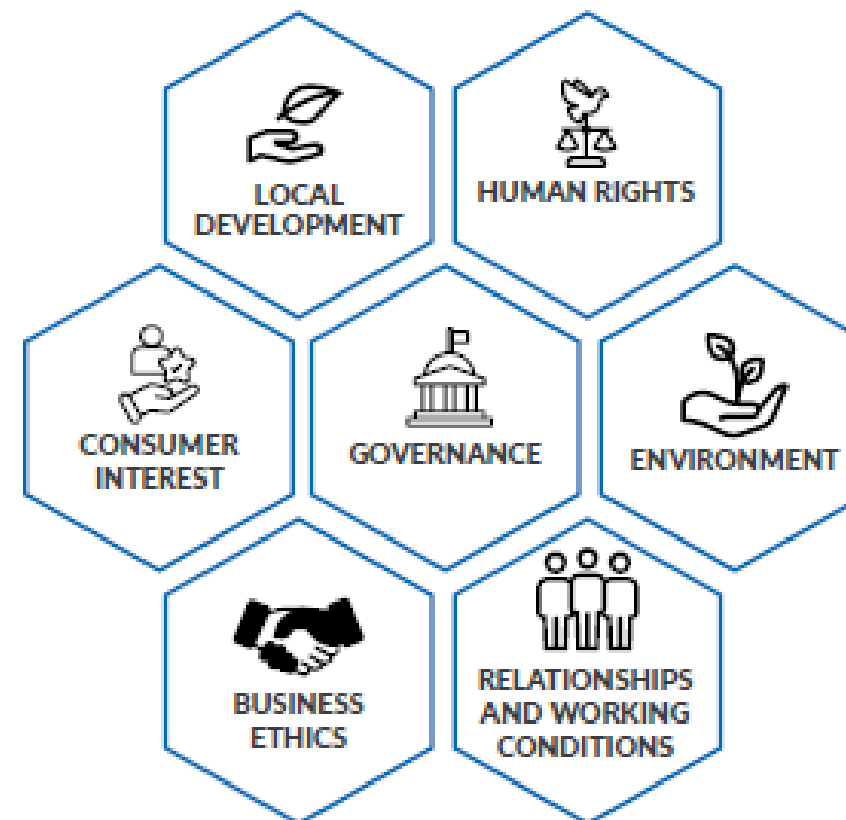 LOCAL
DEVELOPMENT
HUMAN RIGHTS
CONSUMER
INTEREST
GOVERNANCE
ENVIRONMENT
BUSINESS
ETHICS
RELATIONSHIPS
AND WORKING
CONDITIONS